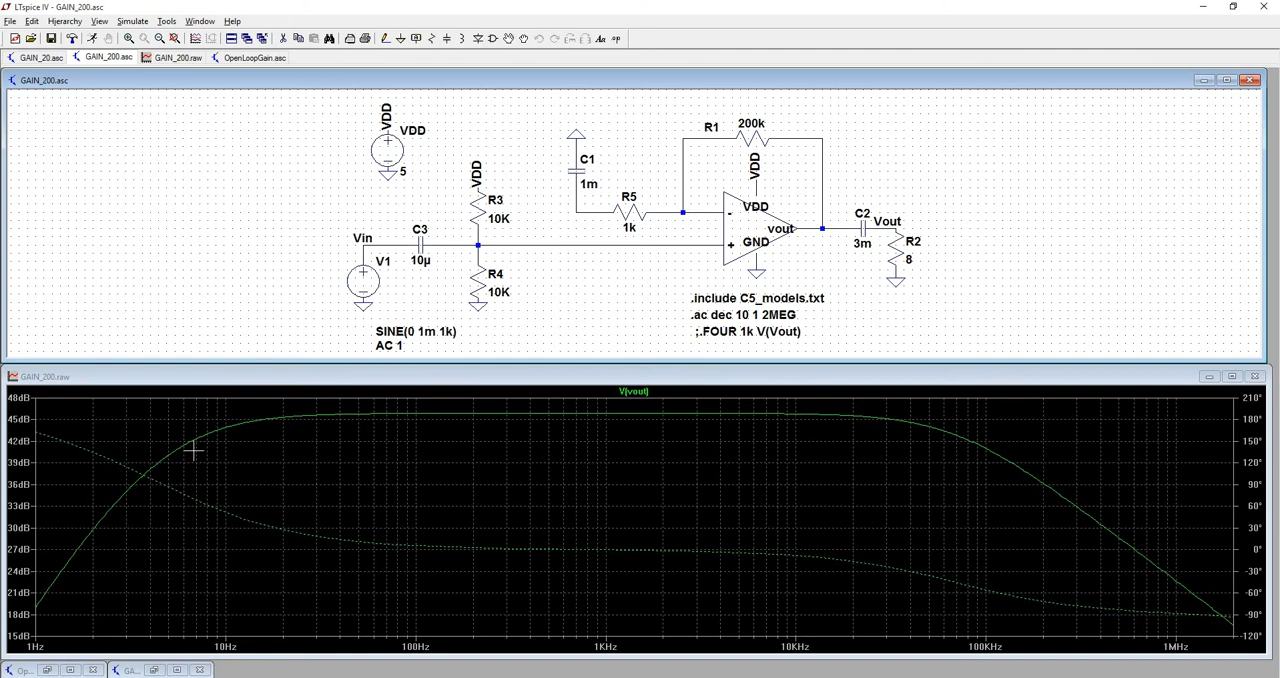 LTspice IV - GAIN_200.asc
File Edit Hierarchy View Simulate Tools Window Help
GAIN_20.asc GAIN_200.asc GAIN_200.raw OpenLoopGain.asc
GAIN_200.asc
VDD
VDD
5
VDD
R3
10K
R4
10K
Vin
C3
10µ
V1
SINE(0 1m 1k)
AC 1
C1
1m
R5
1k
R1
200k
VDD
VDD
-
vout
+
GND
C2
3m
Vout
R2
8
.include C5_models.txt
.ac dec 10 1 2MEG
;.FOUR 1k V(Vout)
GAIN_200.raw
V(vout)
48dB 210°
45dB 180°
42dB 150°
39dB 120°
36dB 90°
33dB 60°
30dB 30°
27dB 0°
24dB -30°
21dB -60°
18dB -90°
15dB -120°
1Hz 10Hz 100Hz 1KHz 10KHz 100KHz 1MHz
Op... GA...